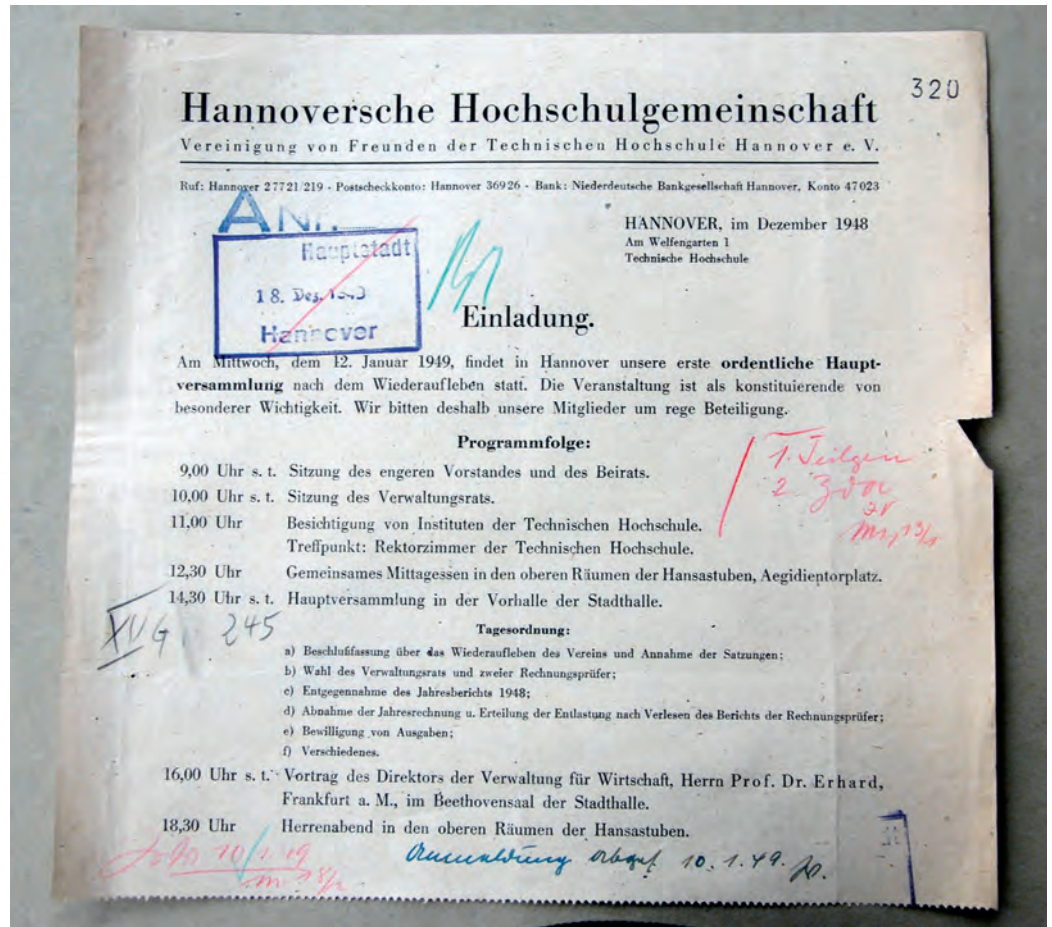 320
Hannoversche Hochschulgemeinschaft
Vereinigung von Freunden der Technischen Hochschule Hannover e. V.
Ruf: Hannover 27721/219 - Postscheckkonto: Hannover 36926 - Bank: Niederdeutsche Bankgesellschaft Hannover, Konto 47023
HANNOVER, im Dezember 1948
Am Welfengarten 1
Technische Hochschule
Hauptstadt
18. Dez.
Hannover
Einladung.
Am Mittwoch, dem 12. Januar 1949, findet in Hannover unsere erste ordentliche Haupt-
versammlung nach dem Wiederaufleben statt. Die Veranstaltung ist als konstituierende von
besonderer Wichtigkeit. Wir bitten deshalb unsere Mitglieder um rege Beteiligung.
Programmfolge:
9,00 Uhr s. t. Sitzung des engeren Vorstandes und des Beirats.
10,00 Uhr s. t. Sitzung des Verwaltungsrats.
11,00 Uhr Besichtigung von Instituten der Technischen Hochschule.
Treffpunkt: Rektorzimmer der Technischen Hochschule.
12,30 Uhr Gemeinsames Mittagessen in den oberen Räumen der Hansastuben, Aegidientorplatz.
14,30 Uhr s. t. Hauptversammlung in der Vorhalle der Stadthalle.
245
Tagesordnung:
a) Beschlußfassung über das Wiederaufleben des Vereins und Annahme der Satzungen;
b) Wahl des Verwaltungsrats und zweier Rechnungsprüfer;
c) Entgegennahme des Jahresberichts 1948;
d) Abnahme der Jahresrechnung u. Erteilung der Entlastung nach Verlesen des Berichts der Rechnungsprüfer;
e) Bewilligung von Ausgaben;
f) Verschiedenes.
16,00 Uhr s. t. Vortrag des Direktors der Verwaltung für Wirtschaft, Herrn Prof. Dr. Erhard,
Frankfurt a. M., im Beethovensaal der Stadthalle.
18,30 Uhr Herrenabend in den oberen Räumen der Hansastuben.
Anmeldung 10.1.49.